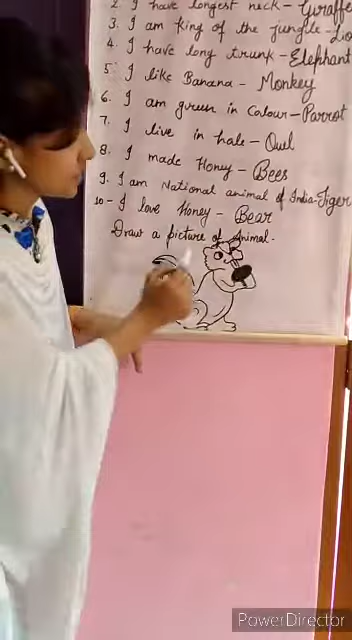 2. I have longest neck - Giraffe
3. I am king of the jungle - Lio
4. I have long trunk - Elephant
5. I like Banana - Monkey
6. I am green in colour - Parrot
7. I live in hole - Owl
8. I made Honey - Bees
9. I am National animal of India - Tiger
10 - I love Honey - Bear
Draw a picture of Animal.
PowerDirector